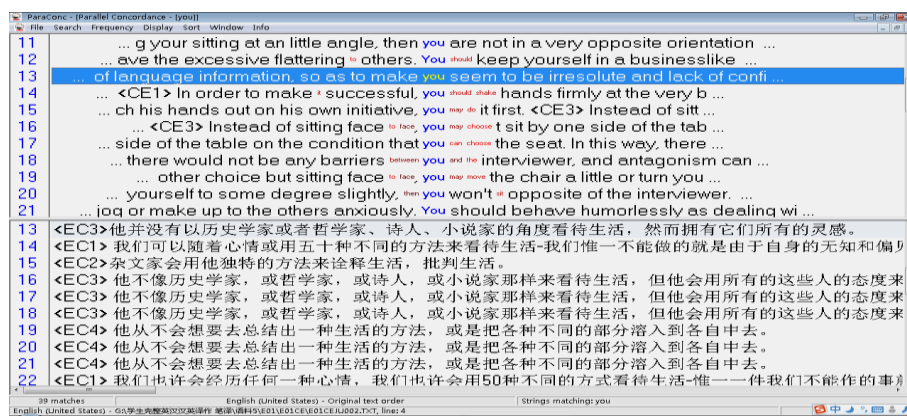 ParaConc - [Parallel Concordance - [you]]
File Search Frequency Display Sort Window Info
11 ... g your sitting at an little angle, then you are not in a very opposite orientation ...
12 ... ave the excessive flattering to others. You should keep yourself in a businesslike ...
13 ... of language information, so as to make you seem to be irresolute and lack of confi ...
14 ... <CE1> In order to make it successful, you should shake hands firmly at the very b ...
15 ... ch his hands out on his own initiative, you may do it first. <CE3> Instead of sitt ...
16 ... <CE3> Instead of sitting face to face, you may choose t sit by one side of the tab ...
17 ... side of the table on the condition that you can choose the seat. In this way, there ...
18 ... there would not be any barriers between you and the interviewer, and antagonism can ...
19 ... other choice but sitting face to face, you may move the chair a little or turn you ...
20 ... yourself to some degree slightly, then you won't sit opposite of the interviewer. ...
21 ... jog or make up to the others anxiously. You should behave humorlessly as dealing wi ...
13 <EC3>他并没有以历史学家或者哲学家、诗人、小说家的角度看待生活，然而拥有它们所有的灵感。
14 <EC1> 我们可以随着心情或用五十种不同的方法来看待生活-我们惟一不能做的就是由于自身的无知和偏见
15 <EC2>杂文家会用他独特的方法来诠释生活，批判生活。
16 <EC3> 他不像历史学家，或哲学家，或诗人，或小说家那样来看待生活，但他会用所有的这些人的态度来
17 <EC3> 他不像历史学家，或哲学家，或诗人，或小说家那样来看待生活，但他会用所有的这些人的态度来
18 <EC3> 他不像历史学家，或哲学家，或诗人，或小说家那样来看待生活，但他会用所有的这些人的态度来
19 <EC4> 他从不会想要去总结出一种生活的方法，或是把各种不同的部分溶入到各自中去。
20 <EC4> 他从不会想要去总结出一种生活的方法，或是把各种不同的部分溶入到各自中去。
21 <EC4> 他从不会想要去总结出一种生活的方法，或是把各种不同的部分溶入到各自中去。
22 <EC1> 我们也许会经历任何一种心情，我们也许会用50种不同的方式看待生活-惟一一件我们不能作的事
39 matches English (United States) - Original text order Strings matching: you
English (United States) - G:\学生完整英汉汉英译作 笔译\语料5\E01\E01CE\E01CEJU002.TXT, line: 4
中